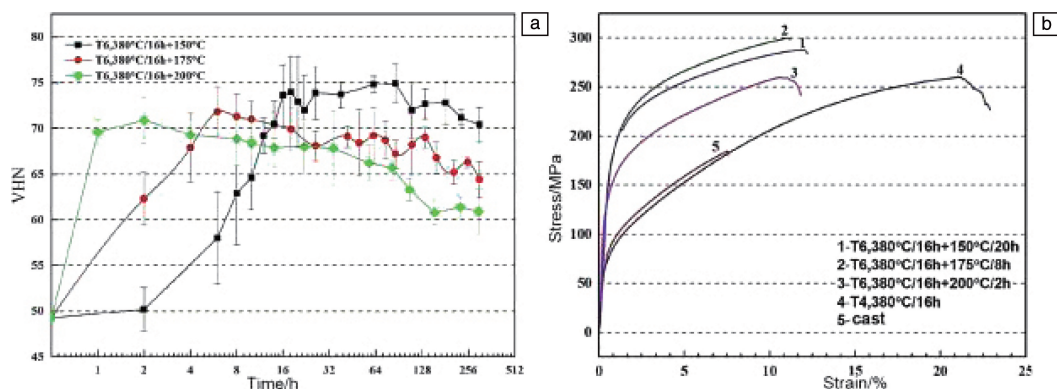 a
80
75
70
65
60
55
50
45
VHN
T6,380°C/16h+150°C
T6,380°C/16h+175°C
T6,380°C/16h+200°C
1 2 4 8 16 32 64 128 256 512
Time/h
b
300
250
200
150
100
50
0
Stress/MPa
2
1
3
4
5
1-T6,380°C/16h+150°C/20h
2-T6,380°C/16h+175°C/8h
3-T6,380°C/16h+200°C/2h
4-T4,380°C/16h
5-cast
0 5 10 15 20 25
Strain/%